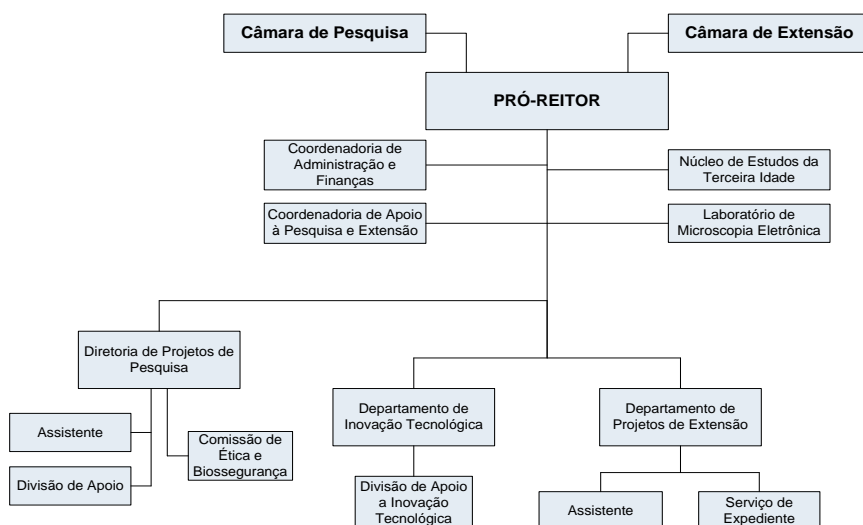 Câmara de Pesquisa
Câmara de Extensão
PRÓ-REITOR
Coordenadoria de
Administração e
Finanças
Núcleo de Estudos da
Terceira Idade
Coordenadoria de Apoio
à Pesquisa e Extensão
Laboratório de
Microscopia Eletrônica
Diretoria de Projetos de
Pesquisa
Departamento de
Inovação Tecnológica
Departamento de
Projetos de Extensão
Assistente
Comissão de
Ética e
Biossegurança
Divisão de Apoio
Divisão de Apoio
a Inovação
Tecnológica
Assistente
Serviço de
Expediente